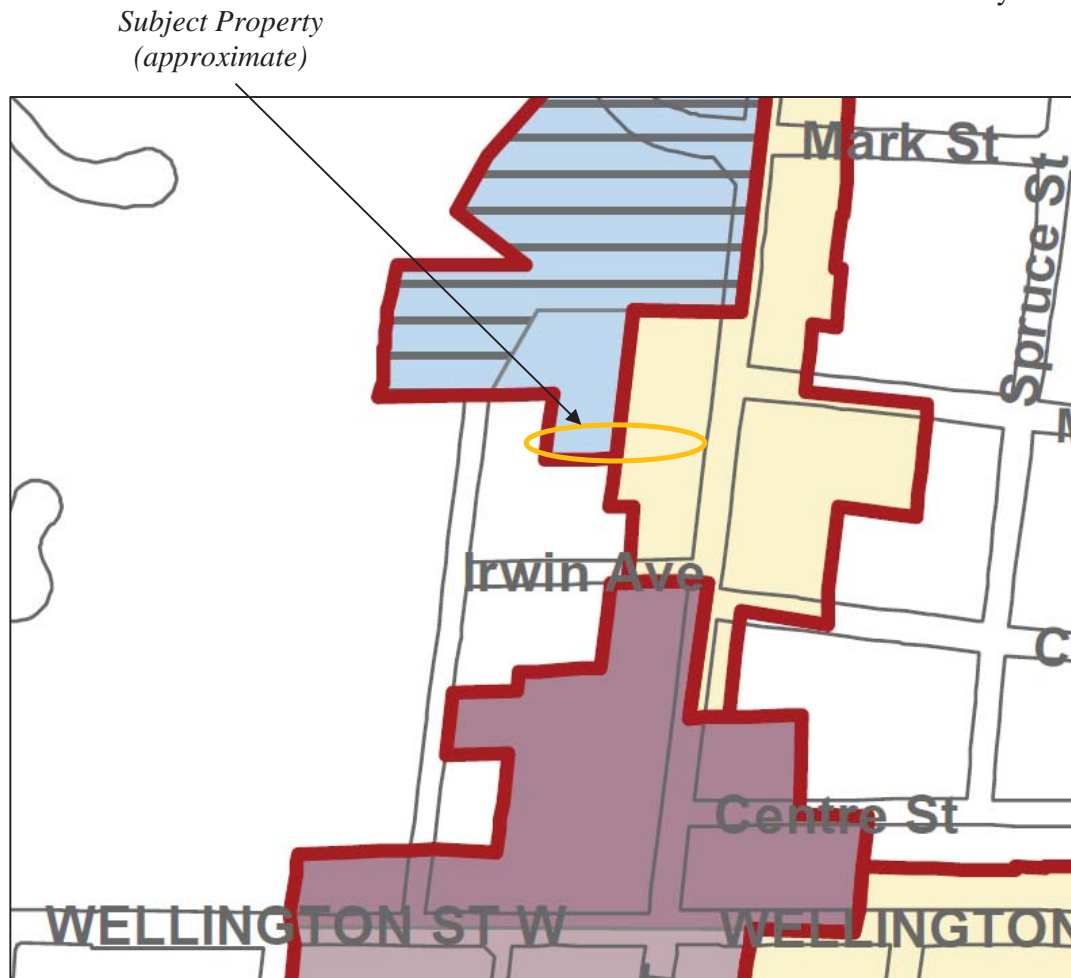 Subject Property
(approximate)
Mark St
Spruce St
Irwin Ave
Centre St
WELLINGTON ST W
WELLINGTON